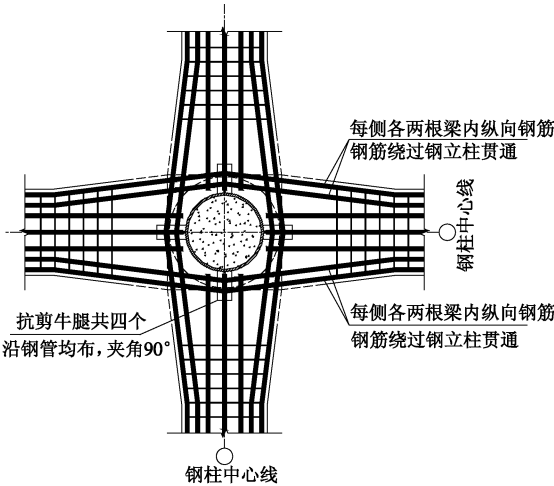 每侧各两根梁内纵向钢筋
钢筋绕过钢立柱贯通
钢柱中心线
每侧各两根梁内纵向钢筋
钢筋绕过钢立柱贯通
抗剪牛腿共四个
沿钢管均布，夹角90°
钢柱中心线